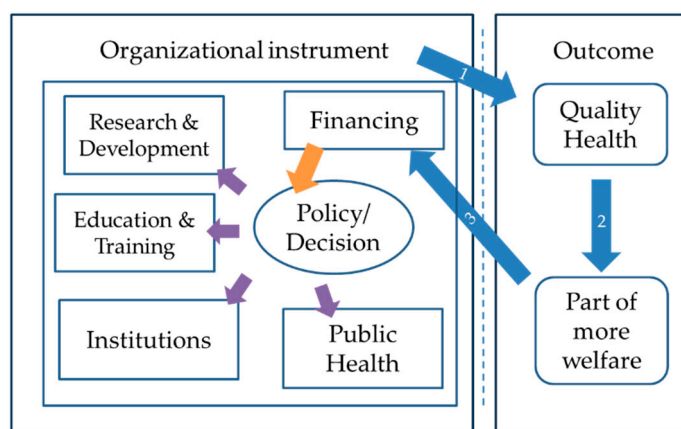 Organizational instrument
Outcome
1
Research &
Development
Financing
Quality
Health
Education &
Training
Policy/
Decision
3
2
Institutions
Public
Health
Part of
more
welfare